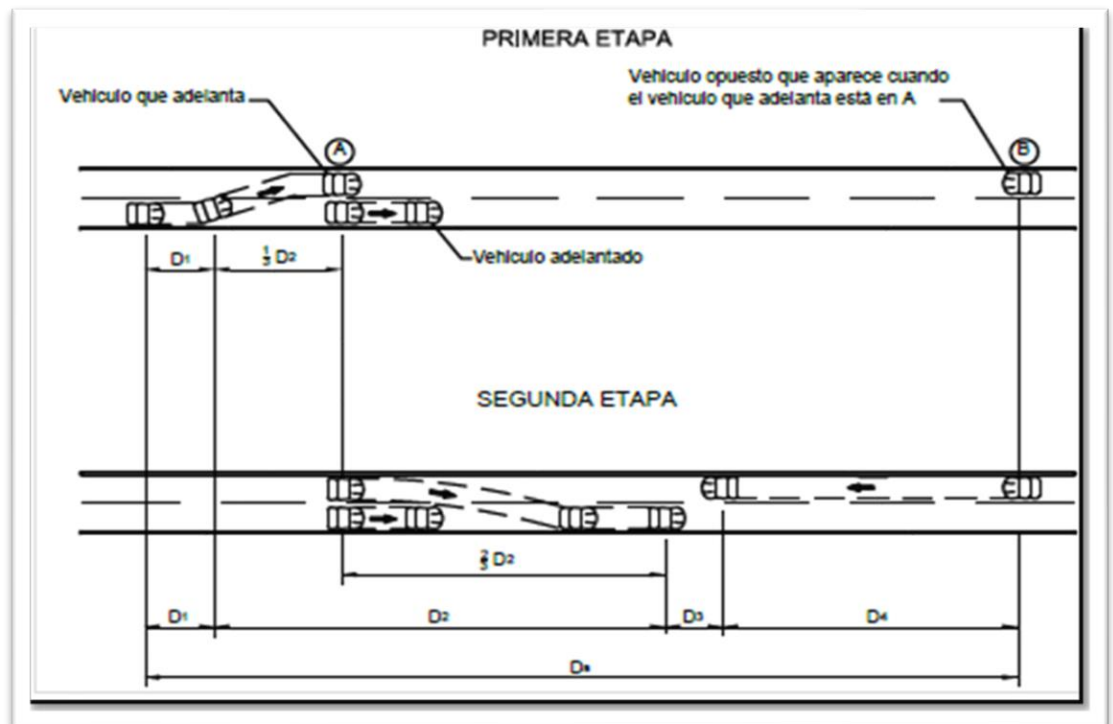 PRIMERA ETAPA
Vehiculo opuesto que aparece cuando
el vehiculo que adelanta está en A
Vehiculo que adelanta
A
B
D1
1/3 D2
Vehiculo adelantado
SEGUNDA ETAPA
2/3 D2
D1
D2
D3
D4
Da